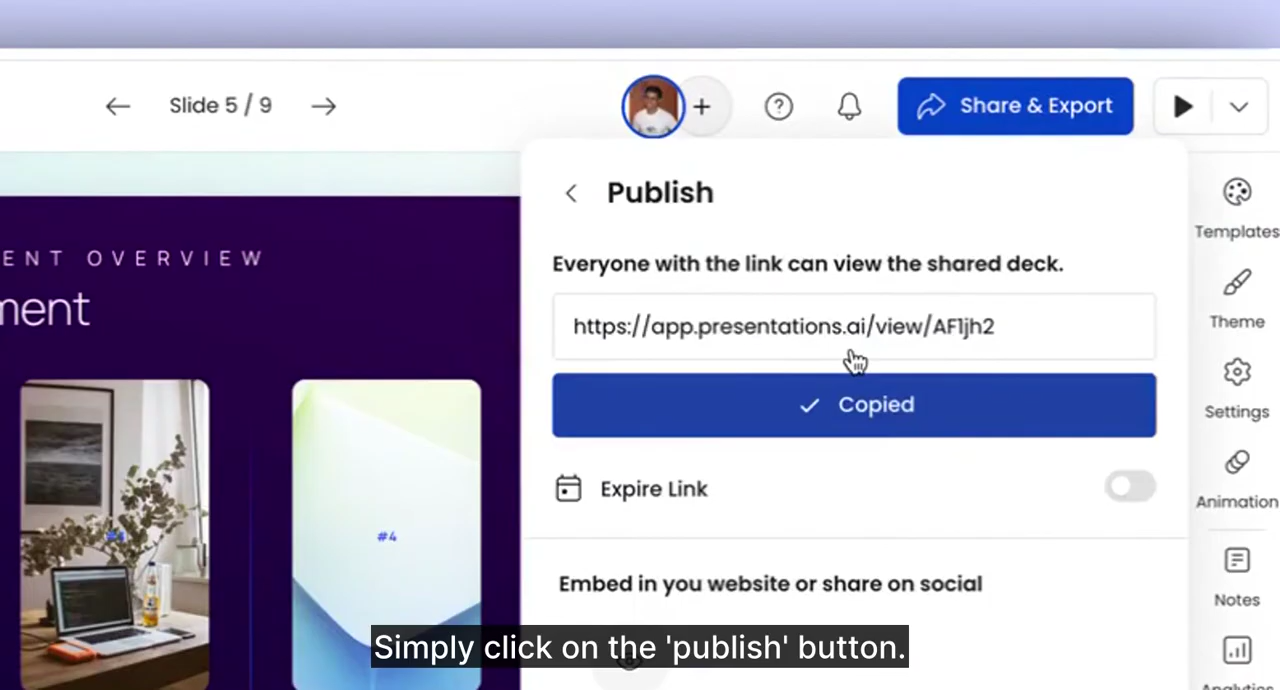 Slide 5 / 9
+
Share & Export
Publish
Everyone with the link can view the shared deck.
https://app.presentations.ai/view/AF1jh2
Copied
Expire Link
Embed in you website or share on social
ENT OVERVIEW
ment
#4
Templates
Theme
Settings
Animation
Notes
Analytics
Simply click on the 'publish' button.